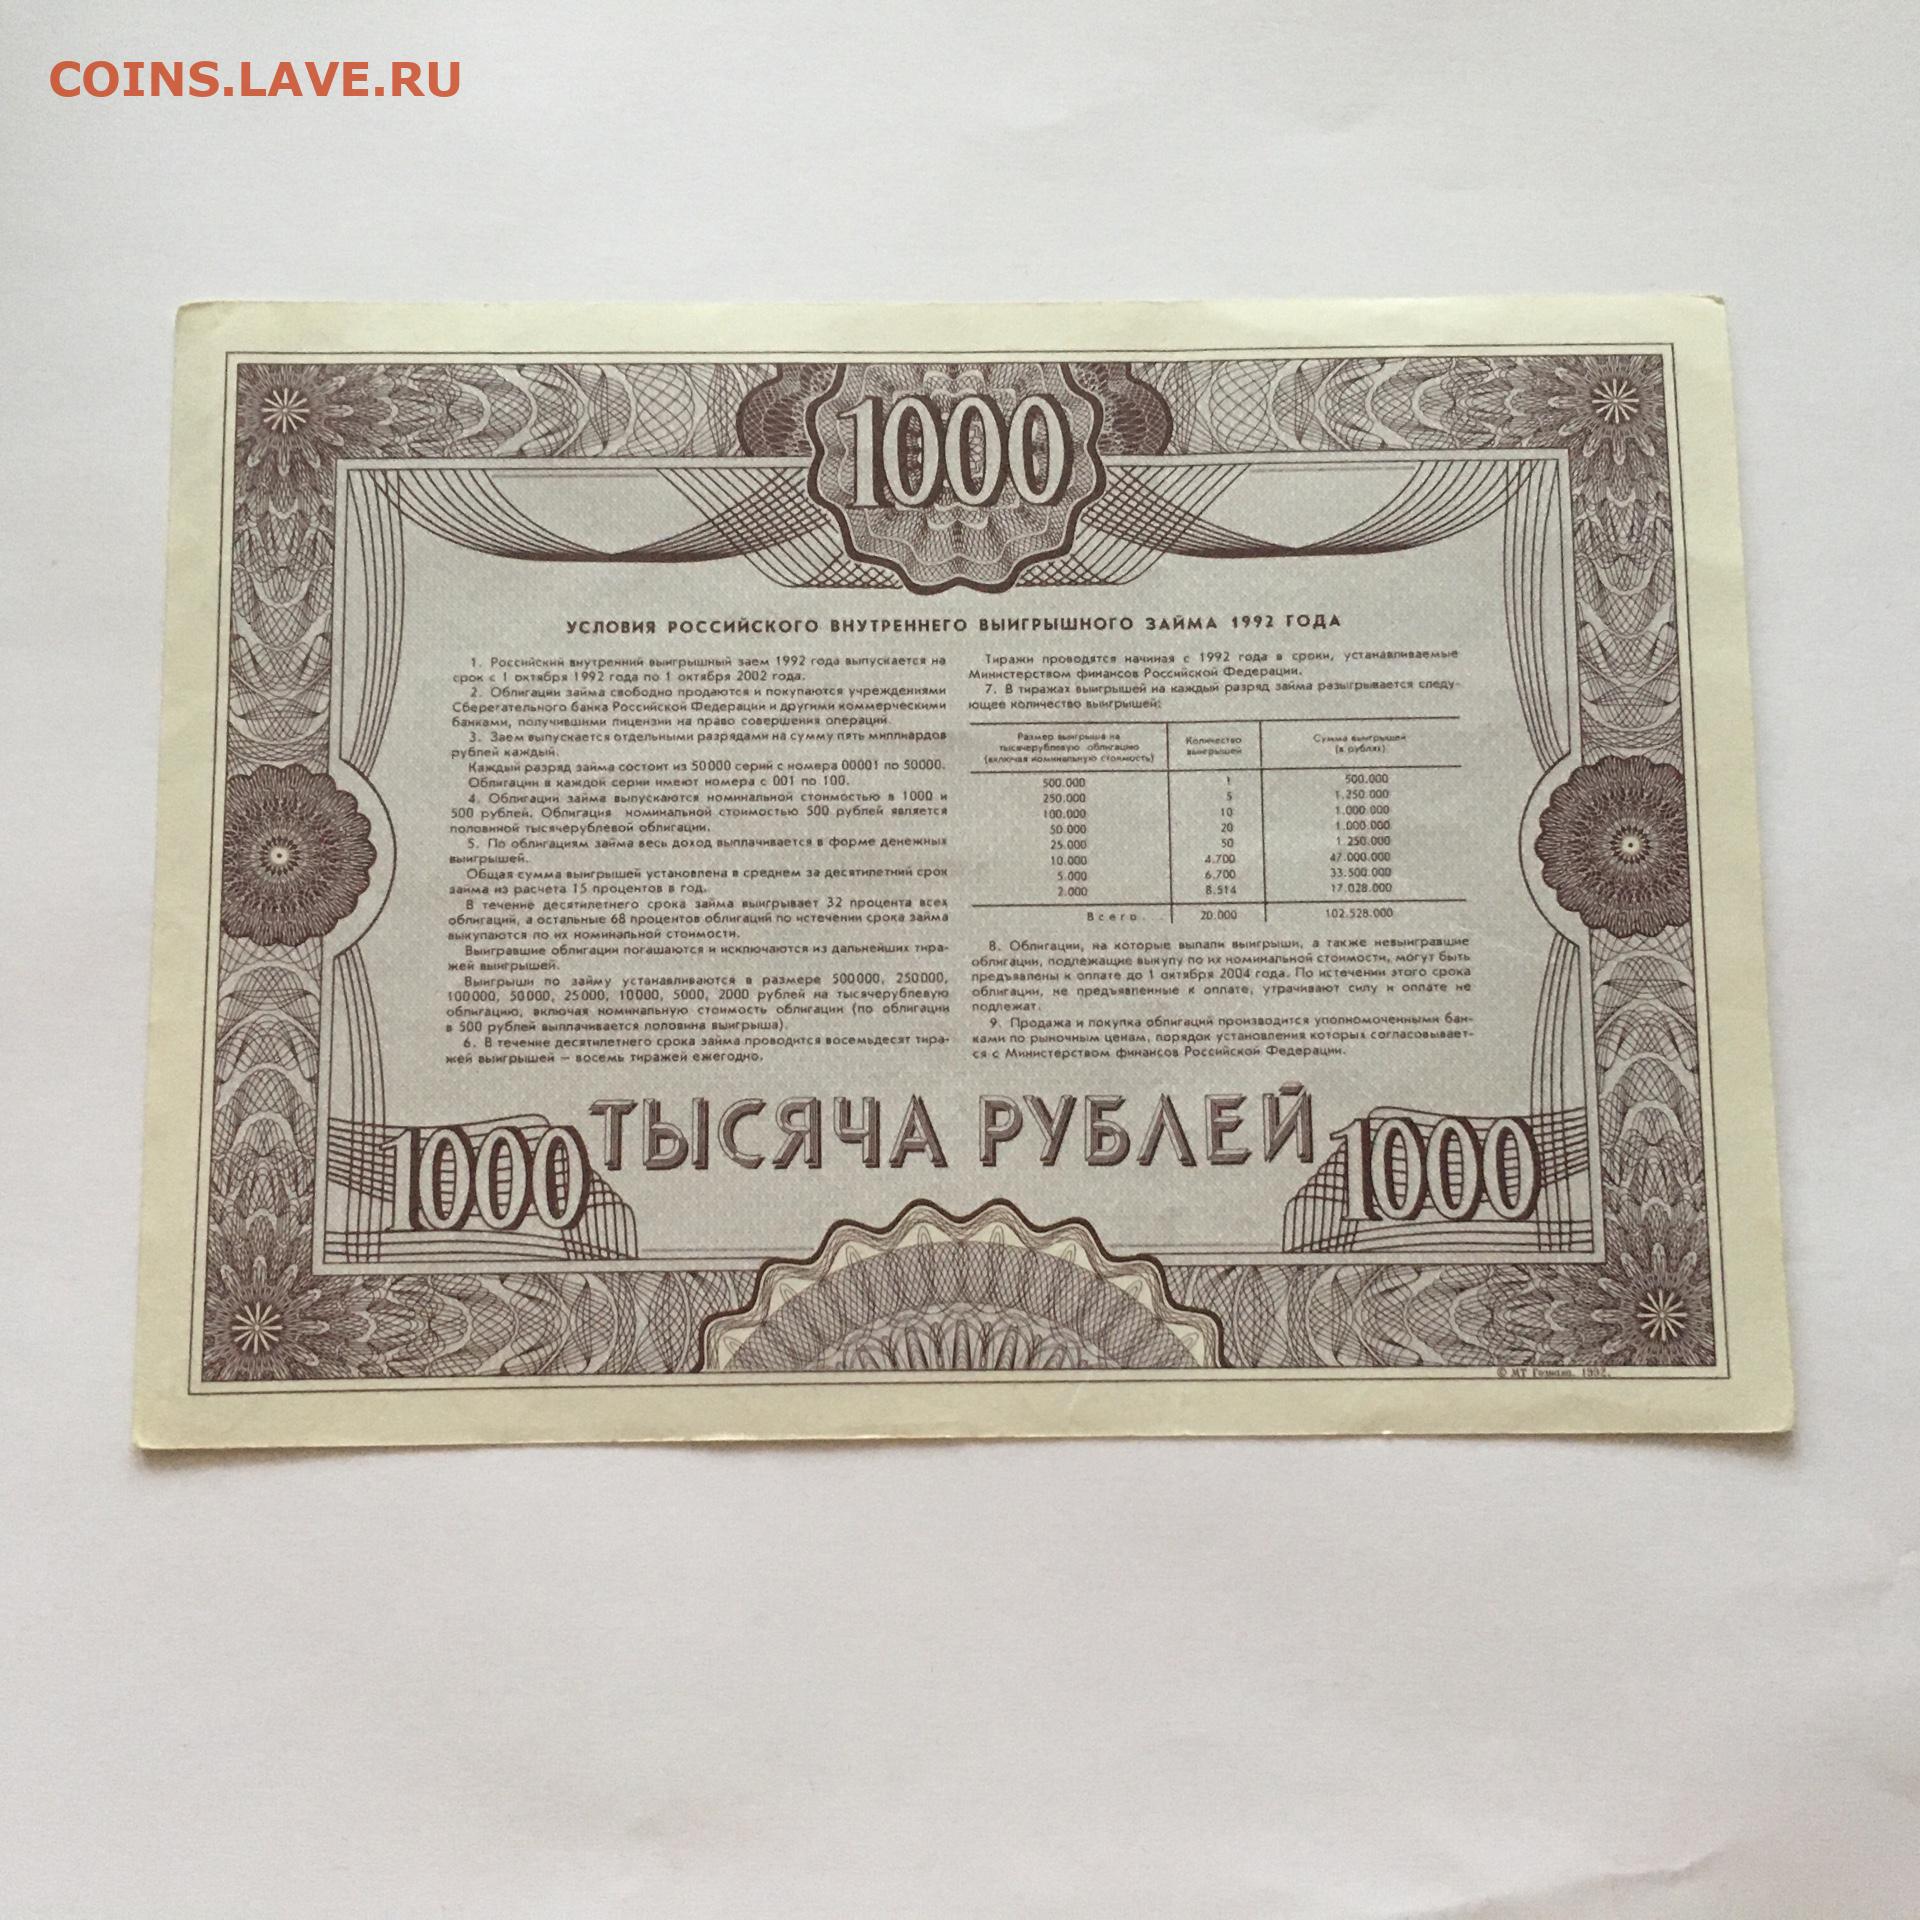 COINS.LAVE.RU
1000
УСЛОВИЯ РОССИЙСКОГО ВНУТРЕННЕГО ВЫИГРЫШНОГО ЗАЙМА 1992 ГОДА
1. Российский внутренний выигрышный заем 1992 года выпускается на
срок с 1 октября 1992 года по 1 октября 2002 года.
2. Облигации займа свободно продаются и покупаются учреждениями
Сберегательного банка Российской Федерации и другими коммерческими
банками, получившими лицензии на право совершения операций.
3. Заем выпускается отдельными разрядами на сумму пять миллиардов
рублей каждый.
Каждый разряд займа состоит из 50000 серий с номера 00001 по 50000.
Облигации в каждой серии имеют номера с 001 по 100.
4. Облигации займа выпускаются номинальной стоимостью в 1000 и
500 рублей. Облигация номинальной стоимостью 500 рублей является
половиной тысячерублевой облигации.
5. По облигациям займа весь доход выплачивается в форме денежных
выигрышей.
Общая сумма выигрышей установлена в среднем за десятилетний срок
займа из расчета 15 процентов в год.
В течение десятилетнего срока займа выигрывает 32 процента всех
облигаций, а остальные 68 процентов облигаций по истечении срока займа
выкупаются по их номинальной стоимости.
Выигравшие облигации погашаются и исключаются из дальнейших тира-
жей выигрышей.
Выигрыши по займу устанавливаются в размере 500000, 250000,
100000, 50000, 25000, 10000, 5000, 2000 рублей на тысячерублевую
облигацию, включая номинальную стоимость облигации (по облигации
в 500 рублей выплачивается половина выигрыша).
6. В течение десятилетнего срока займа проводится восемьдесят тира-
жей выигрышей – восемь тиражей ежегодно.
Тиражи проводятся начиная с 1992 года в сроки, устанавливаемые
Министерством финансов Российской Федерации.
7. В тиражах выигрышей на каждый разряд займа разыгрывается следу-
ющее количество выигрышей:
Размер выигрыша на тысячерублевую облигацию (включая номинальную стоимость) Количество выигрышей Сумма выигрышей (в рублях)
500.000 1 500.000
250.000 5 1.250.000
100.000 10 1.000.000
50.000 20 1.000.000
25.000 50 1.250.000
10.000 4.700 47.000.000
5.000 6.700 33.500.000
2.000 8.514 17.028.000
Всего. 20.000 102.528.000
8. Облигации, на которые выпали выигрыши, а также невыигравшие
облигации, подлежащие выкупу по их номинальной стоимости, могут быть
предъявлены к оплате до 1 октября 2004 года. По истечении этого срока
облигации, не предъявленные к оплате, утрачивают силу и оплате не
подлежат.
9. Продажа и покупка облигаций производится уполномоченными бан-
ками по рыночным ценам, порядок установления которых согласовывает-
ся с Министерством финансов Российской Федерации.
1000 ТЫСЯЧА РУБЛЕЙ 1000
© МТ Гознака. 1992.